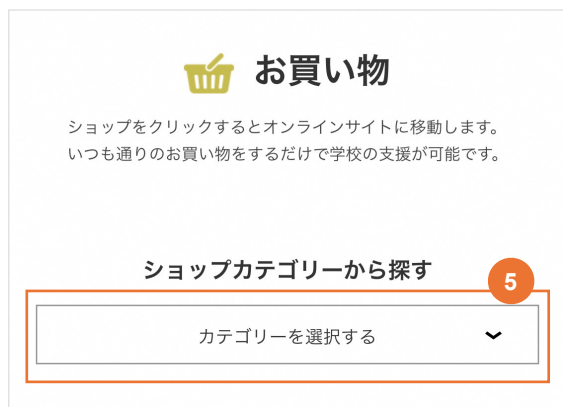 お買い物
ショップをクリックするとオンラインサイトに移動します。
いつも通りのお買い物をするだけで学校の支援が可能です。
ショップカテゴリーから探す
5
カテゴリーを選択する